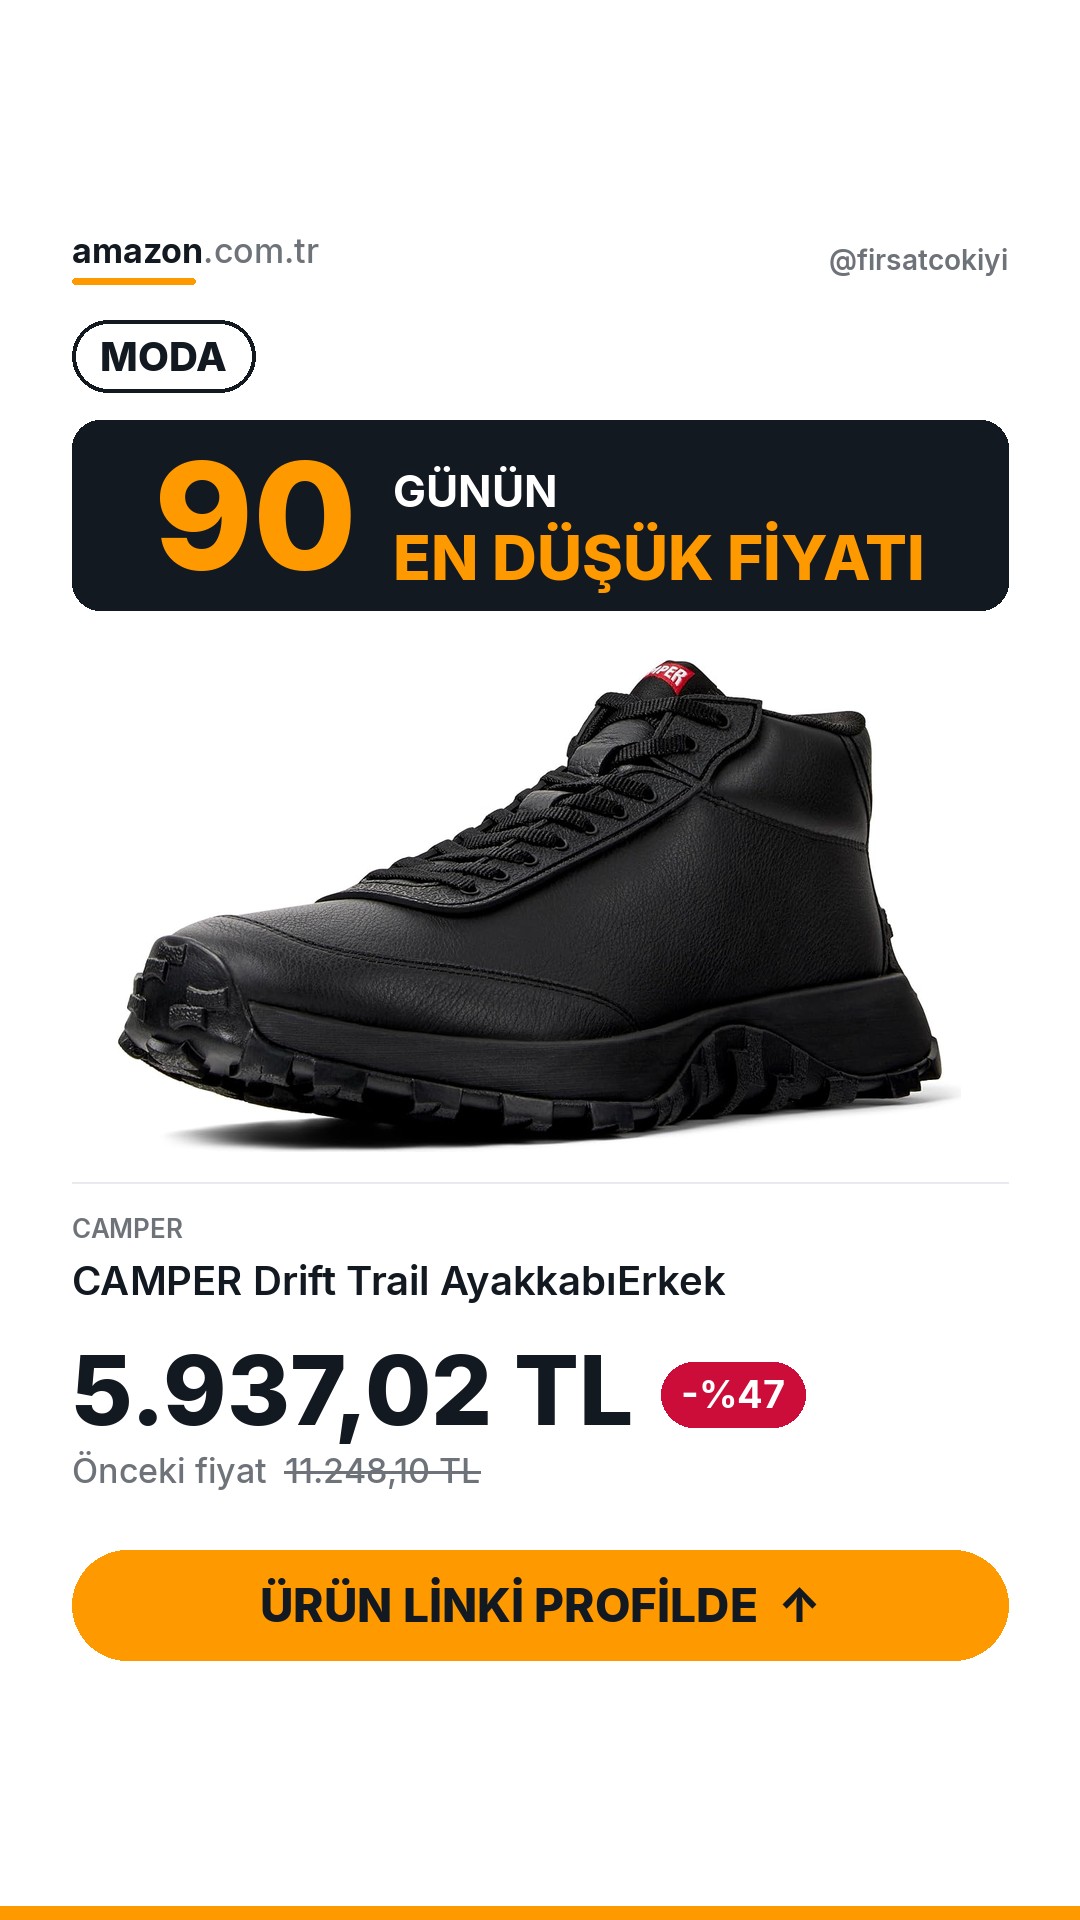 amazon.com.tr
@firsatcokiyi
MODA
90 GÜNÜN
EN DÜŞÜK FİYATI
CAMPER
CAMPER Drift Trail AyakkabıErkek
5.937,02 TL -%47
Önceki fiyat 11.248,10 TL
ÜRÜN LİNKİ PROFİLDE ↑